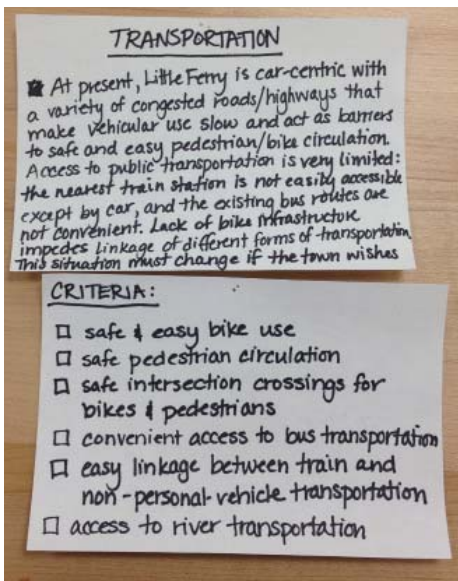 TRANSPORTATION
At present, Little Ferry is car-centric with
a variety of congested roads/highways that
make vehicular use slow and act as barriers
to safe and easy pedestrian/bike circulation.
Access to public transportation is very limited:
the nearest train station is not easily accessible
except by car, and the existing bus routes are
not convenient. Lack of bike infrastructure
impedes linkage of different forms of transportation.
This situation must change if the town wishes
CRITERIA:
☐ safe & easy bike use
☐ safe pedestrian circulation
☐ safe intersection crossings for
bikes & pedestrians
☐ convenient access to bus transportation
☐ easy linkage between train and
non-personal-vehicle transportation
☐ access to river transportation